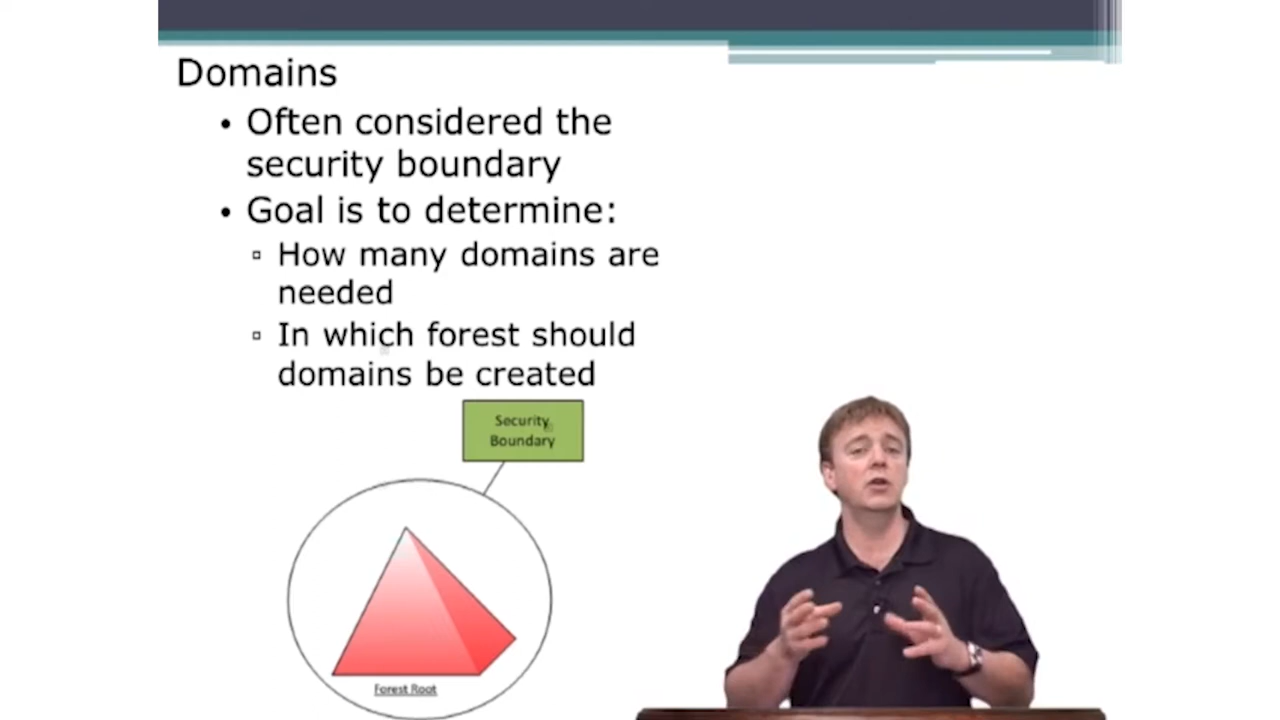 Domains
• Often considered the
security boundary
• Goal is to determine:
▫ How many domains are
needed
▫ In which forest should
domains be created
Security
Boundary
Forest Root